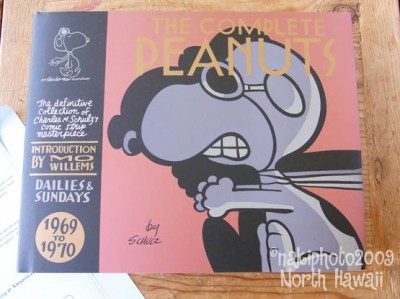 THE COMPLETE
PEANUTS
The definitive
collection of
Charles M. Schulz's
comic strip
masterpiece
INTRODUCTION
BY MO
WILLEMS
DAILIES &
SUNDAYS
1969
TO
1970
by
SCHULZ
©nakiphoto2009
North Hawaii